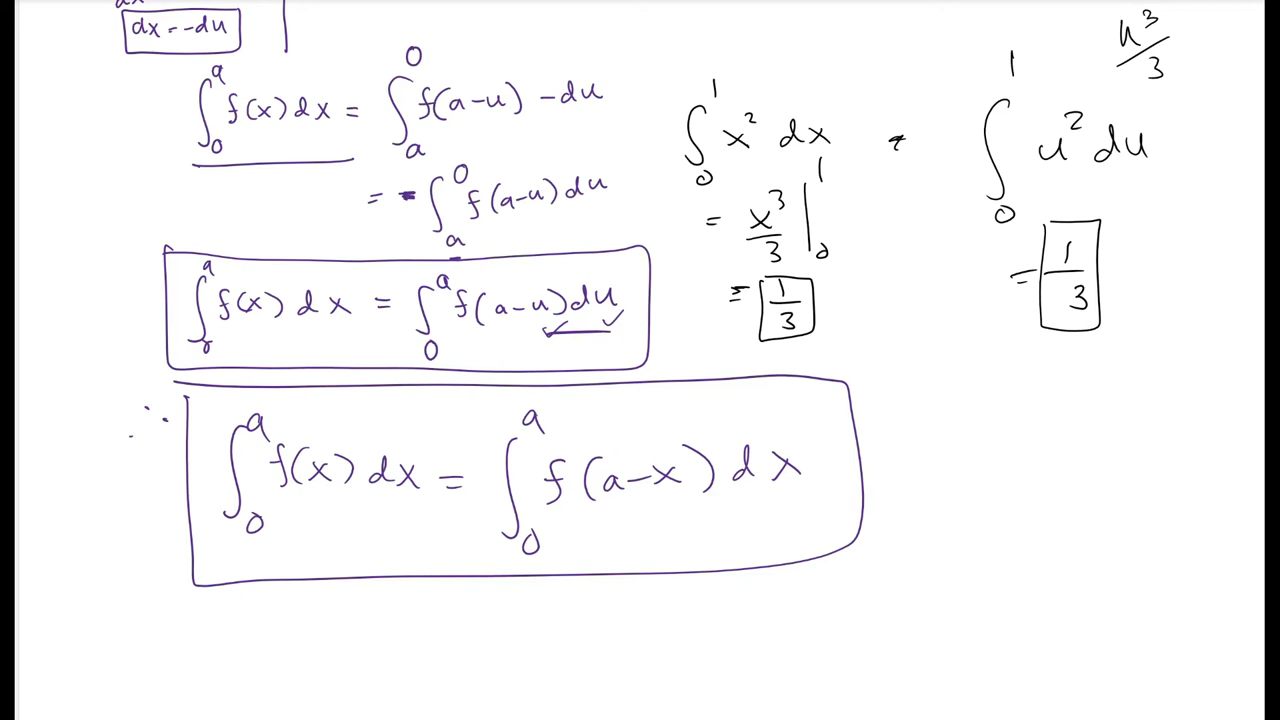 dx = -du
∫₀ᵃ f(x) dx = ∫ₐ⁰ f(a-u) -du
= -∫ₐ⁰ f(a-u) du
∫₀ᵃ f(x) dx = ∫₀ᵃ f(a-u) du
∴ ∫₀ᵃ f(x) dx = ∫₀ᵃ f(a-x) dx
∫₀¹ x² dx
= x³/3 |₀¹
= 1/3
u³/3
∫₀¹ u² du
= 1/3